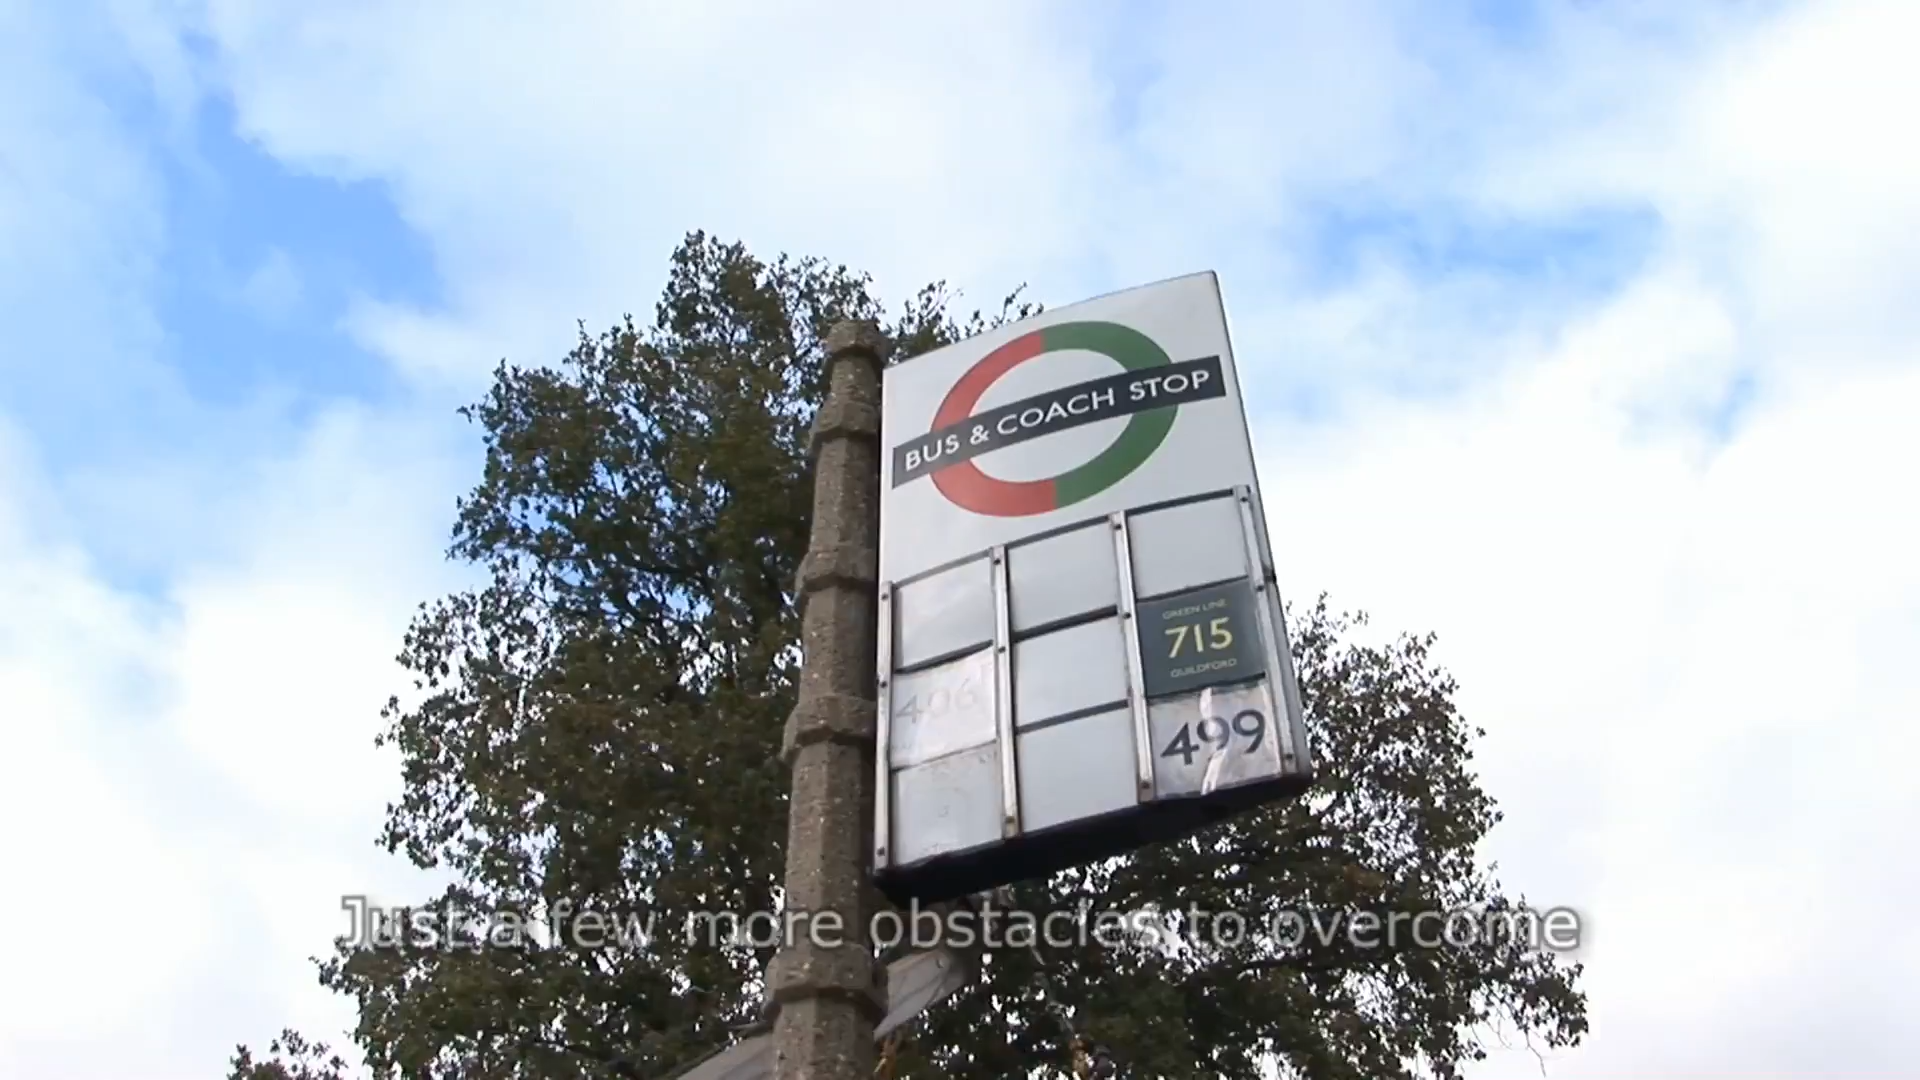 BUS & COACH STOP
GREEN LINE
715
GUILDFORD
406
499
Just a few more obstacles to overcome